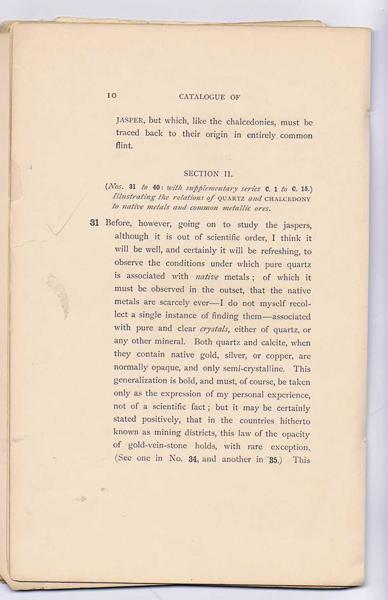 10 CATALOGUE OF
JASPER, but which, like the chalcedonies, must be
traced back to their origin in entirely common
flint.
SECTION II.
(Nos. 31 to 40: with supplementary series C. 1 to C. 15.)
Illustrating the relations of QUARTZ and CHALCEDONY
to native metals and common metallic ores.
31 Before, however, going on to study the jaspers,
although it is out of scientific order, I think it
will be well, and certainly it will be refreshing, to
observe the conditions under which pure quartz
is associated with native metals; of which it
must be observed in the outset, that the native
metals are scarcely ever—I do not myself recol-
lect a single instance of finding them—associated
with pure and clear crystals, either of quartz, or
any other mineral. Both quartz and calcite, when
they contain native gold, silver, or copper, are
normally opaque, and only semi-crystalline. This
generalization is bold, and must, of course, be taken
only as the expression of my personal experience,
not of a scientific fact; but it may be certainly
stated positively, that in the countries hitherto
known as mining districts, this law of the opacity
of gold-vein-stone holds, with rare exception.
(See one in No. 34, and another in 35.) This